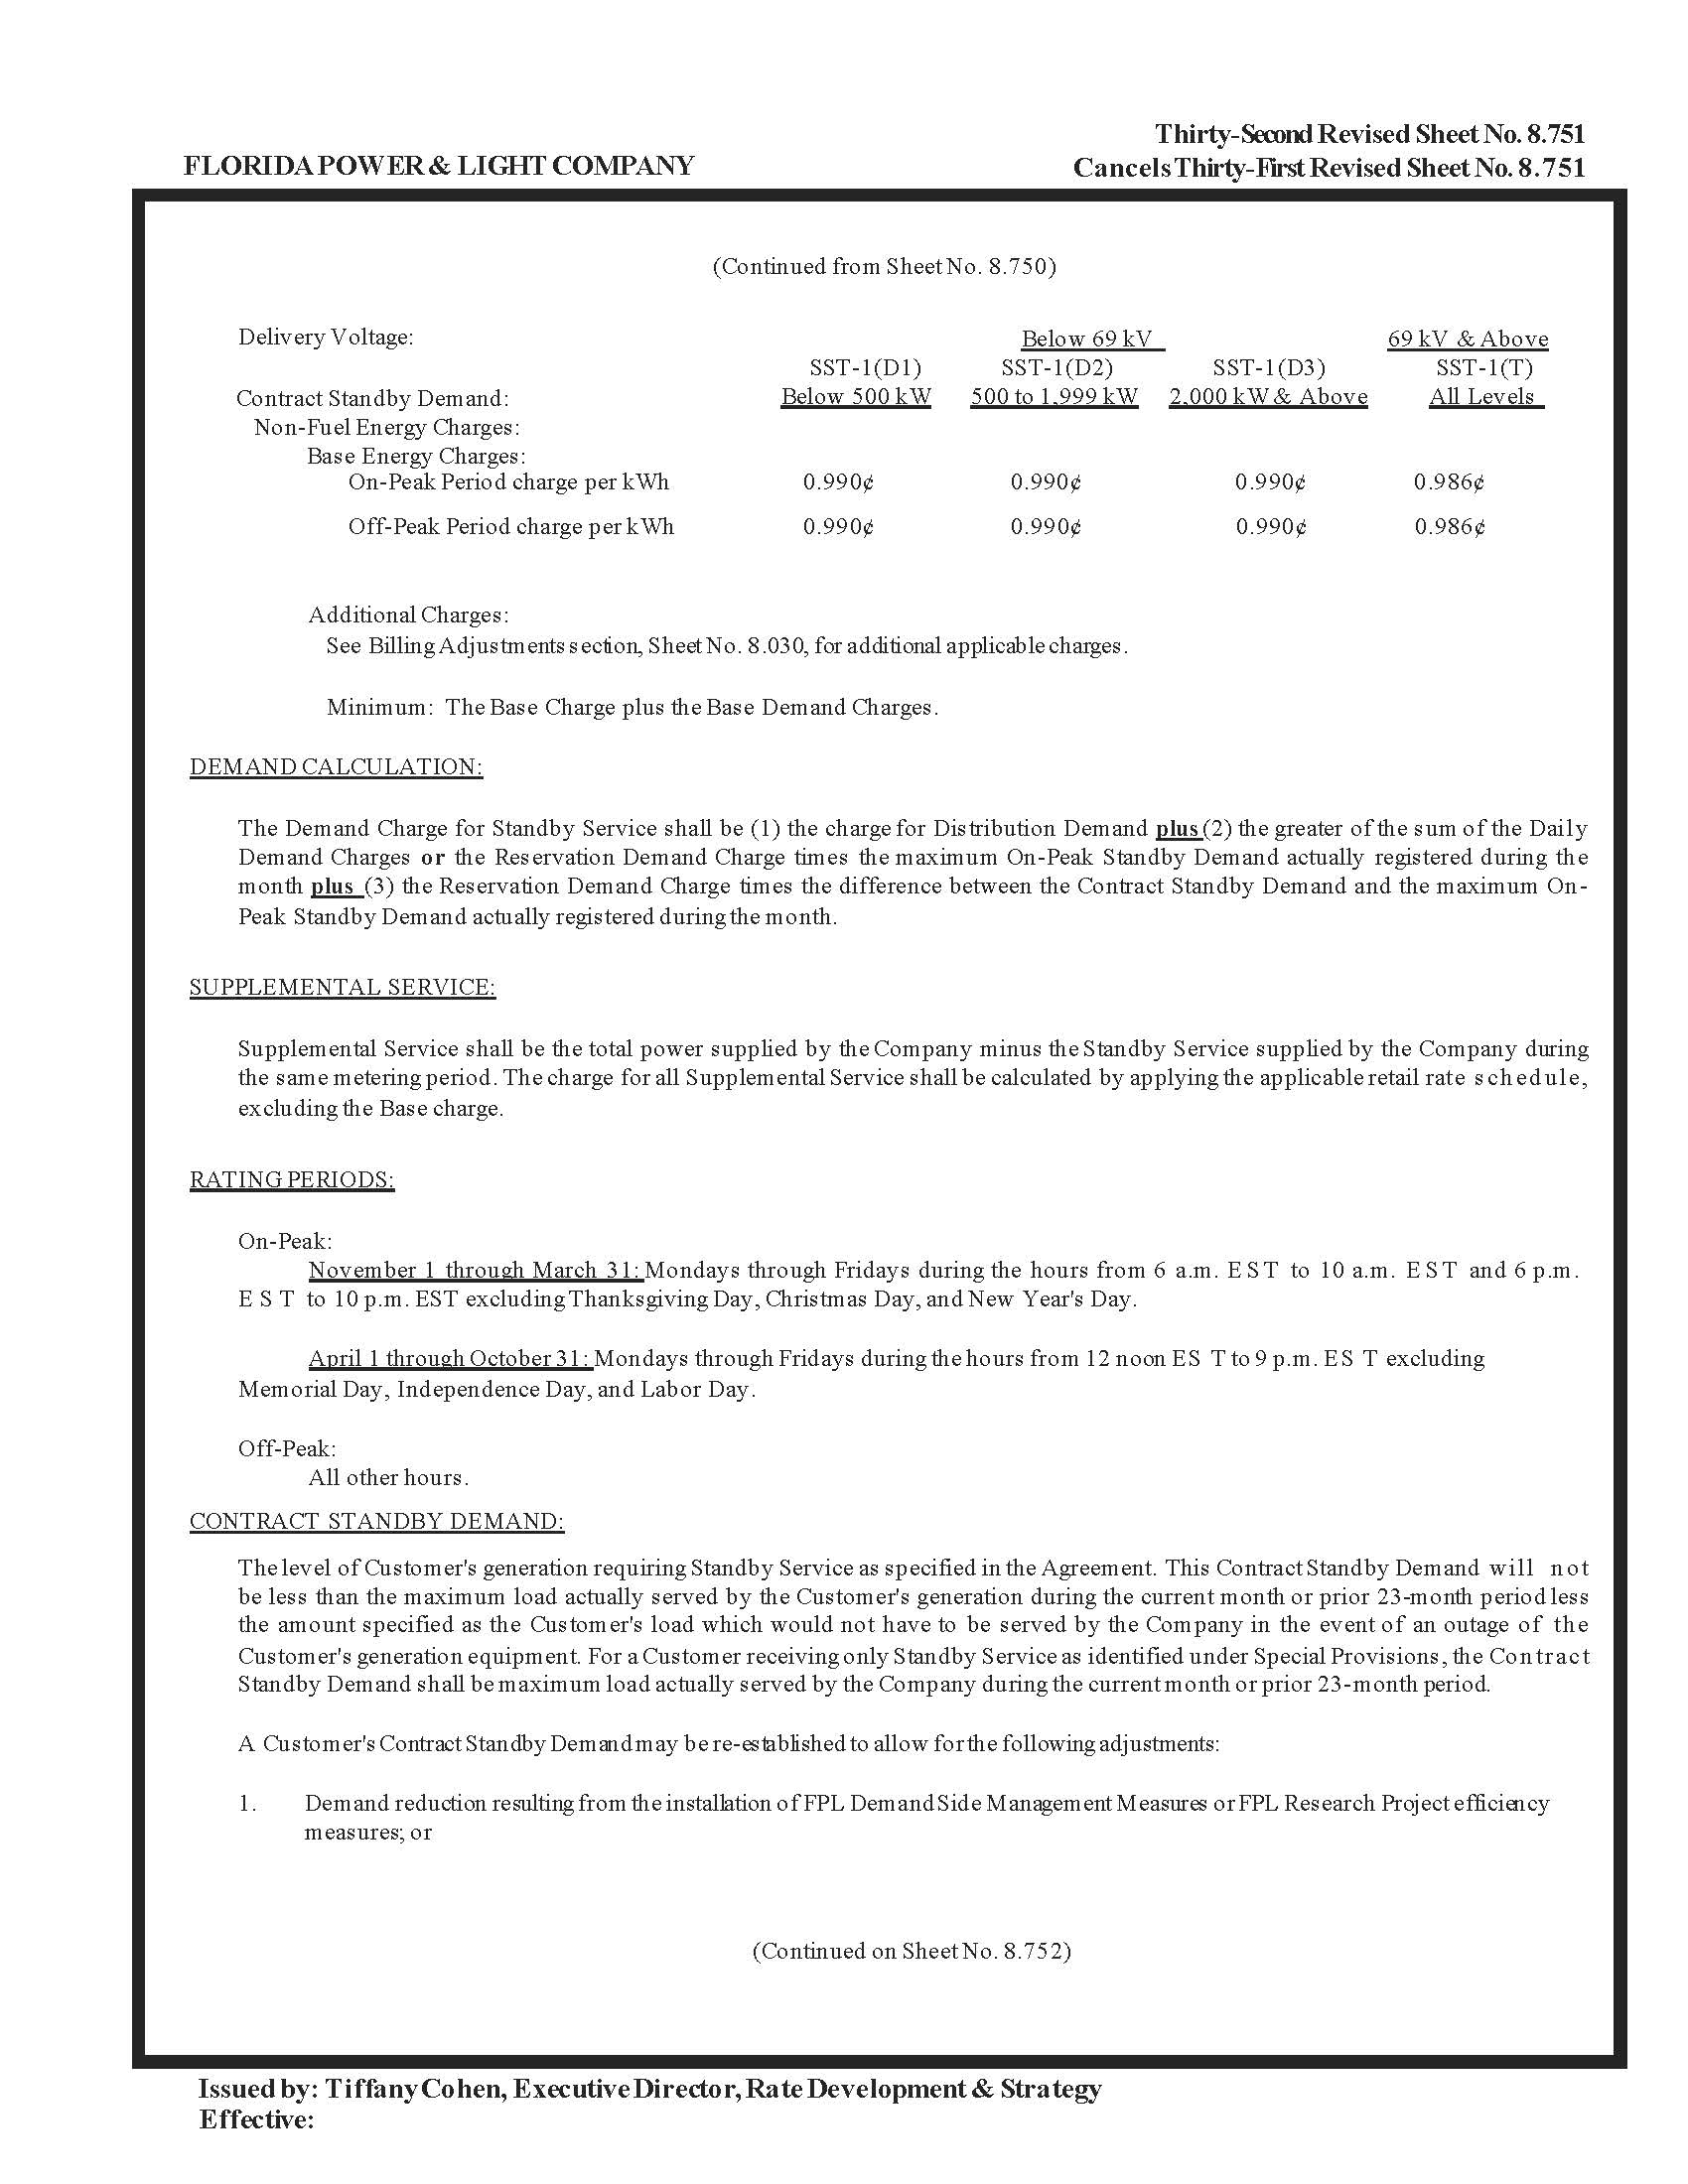 Thirty-Second Revised Sheet No. 8.751
FLORIDA POWER & LIGHT COMPANY
Cancels Thirty-First Revised Sheet No. 8.751
(Continued from Sheet No. 8.750)
Delivery Voltage: Below 69 kV 69 kV & Above
SST-1(D1) SST-1(D2) SST-1(D3) SST-1(T)
Contract Standby Demand: Below 500 kW 500 to 1,999 kW 2,000 kW & Above All Levels
Non-Fuel Energy Charges:
Base Energy Charges:
On-Peak Period charge per kWh 0.990¢ 0.990¢ 0.990¢ 0.986¢
Off-Peak Period charge per kWh 0.990¢ 0.990¢ 0.990¢ 0.986¢
Additional Charges:
See Billing Adjustments section, Sheet No. 8.030, for additional applicable charges.
Minimum: The Base Charge plus the Base Demand Charges.
DEMAND CALCULATION:
The Demand Charge for Standby Service shall be (1) the charge for Distribution Demand plus (2) the greater of the sum of the Daily
Demand Charges or the Reservation Demand Charge times the maximum On-Peak Standby Demand actually registered during the
month plus (3) the Reservation Demand Charge times the difference between the Contract Standby Demand and the maximum On-
Peak Standby Demand actually registered during the month.
SUPPLEMENTAL SERVICE:
Supplemental Service shall be the total power supplied by the Company minus the Standby Service supplied by the Company during
the same metering period. The charge for all Supplemental Service shall be calculated by applying the applicable retail rate schedule,
excluding the Base charge.
RATING PERIODS:
On-Peak:
November 1 through March 31: Mondays through Fridays during the hours from 6 a.m. EST to 10 a.m. EST and 6 p.m.
EST to 10 p.m. EST excluding Thanksgiving Day, Christmas Day, and New Year's Day.
April 1 through October 31: Mondays through Fridays during the hours from 12 noon EST to 9 p.m. EST excluding
Memorial Day, Independence Day, and Labor Day.
Off-Peak:
All other hours.
CONTRACT STANDBY DEMAND:
The level of Customer's generation requiring Standby Service as specified in the Agreement. This Contract Standby Demand will not
be less than the maximum load actually served by the Customer's generation during the current month or prior 23-month period less
the amount specified as the Customer's load which would not have to be served by the Company in the event of an outage of the
Customer's generation equipment. For a Customer receiving only Standby Service as identified under Special Provisions, the Contract
Standby Demand shall be maximum load actually served by the Company during the current month or prior 23-month period.
A Customer's Contract Standby Demand may be re-established to allow for the following adjustments:
1. Demand reduction resulting from the installation of FPL Demand Side Management Measures or FPL Research Project efficiency
measures; or
(Continued on Sheet No. 8.752)
Issued by: Tiffany Cohen, Executive Director, Rate Development & Strategy
Effective: